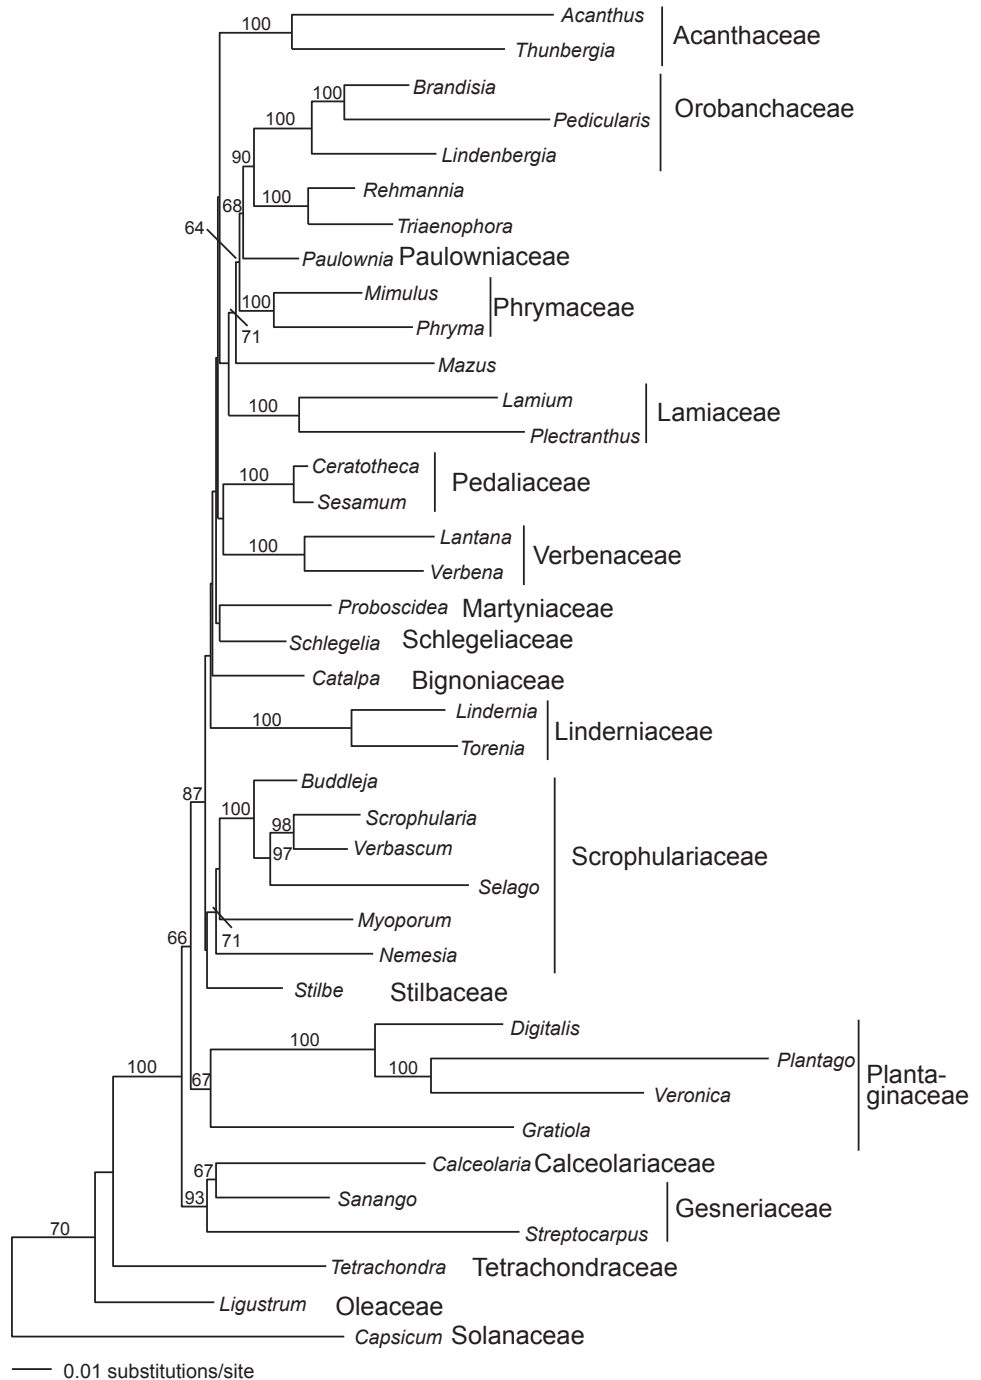 Acanthus
100
Acanthaceae
Thunbergia
Brandisia
100
Orobanchaceae
Pedicularis
100
Lindenbergia
90
Rehmannia
100
68
Triaenophora
64
Paulownia Paulowniaceae
Mimulus
100
Phrymaceae
Phryma
71
Mazus
Lamium
100
Lamiaceae
Plectranthus
Ceratotheca
100
Pedaliaceae
Sesamum
Lantana
100
Verbenaceae
Verbena
Proboscidea Martyniaceae
Schlegelia Schlegeliaceae
Catalpa Bignoniaceae
Lindernia
100
Linderniaceae
Torenia
Buddleja
87
100
Scrophularia
98
Verbascum
97
Scrophulariaceae
Selago
Myoporum
66
71
Nemesia
Stilbe Stilbaceae
Digitalis
100
Plantago
100
Planta-
ginaceae
67
Veronica
Gratiola
100
Calceolaria Calceolariaceae
67
Sanango
93
Gesneriaceae
Streptocarpus
70
Tetrachondra Tetrachondraceae
Ligustrum Oleaceae
Capsicum Solanaceae
0.01 substitutions/site